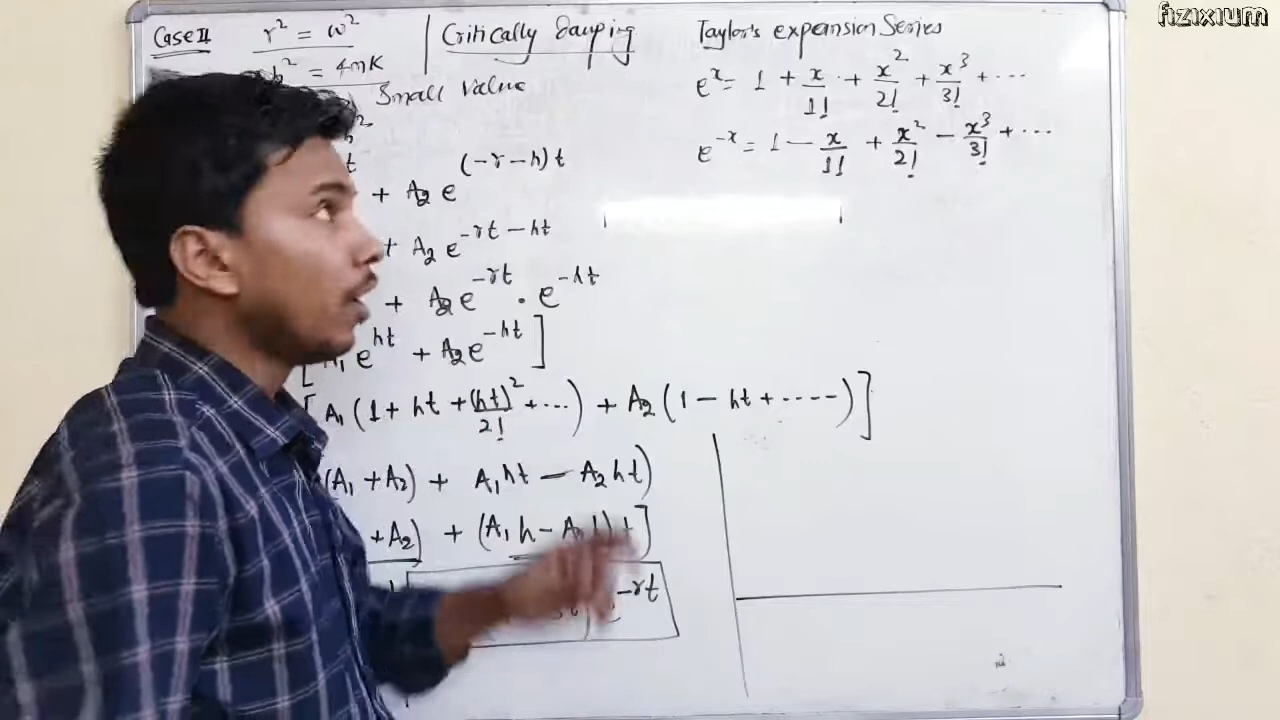 fizixium
Case II r² = ω² Critically Damping
b² = 4mK
Small Value
Taylor's expansion Series
eˣ = 1 + x/1! + x²/2! + x³/3! + ...
e⁻ˣ = 1 - x/1! + x²/2! - x³/3! + ...
+ A₂ e^(-r-h)t
+ A₂ e^-rt-ht
+ A₂ e^-rt . e^-ht
[A₁ e^ht + A₂ e^-ht]
[A₁ (1 + ht + (ht)²/2! + ...) + A₂ (1 - ht + ----)]
(A₁ + A₂) + A₁ht - A₂ht)
+ A₂) + (A₁h - A₂h)t]
e^-rt